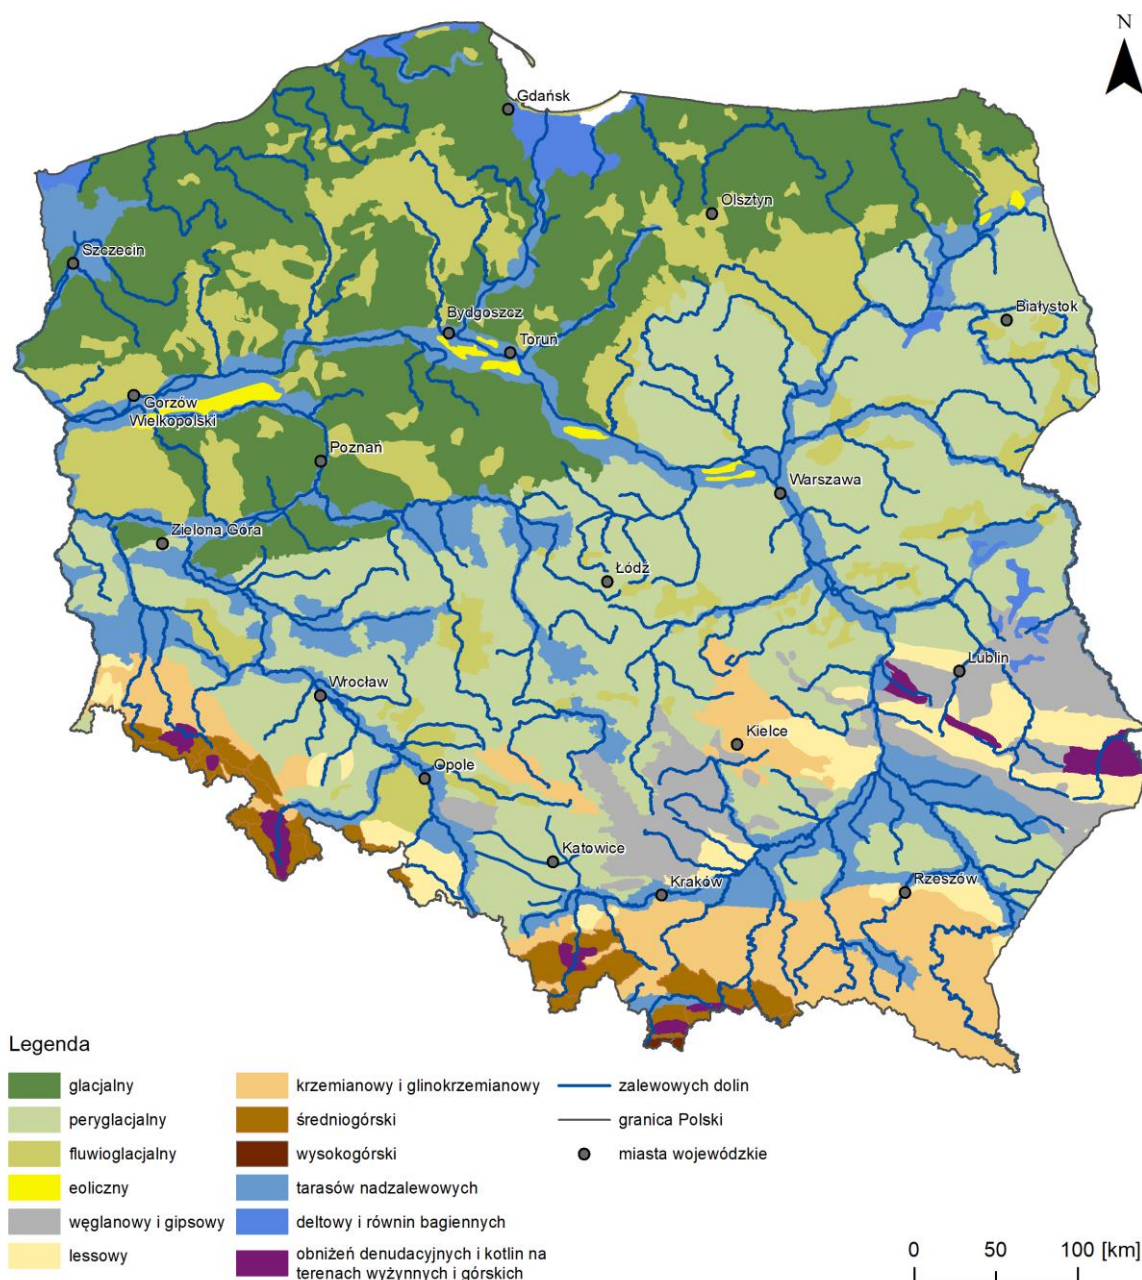 N
Gdańsk
Olsztyn
Szczecin
Białystok
Bydgoszcz
Toruń
Gorzów
Wielkopolski
Poznań
Warszawa
Zielona Góra
Łódź
Lublin
Wrocław
Kielce
Opole
Katowice
Kraków
Rzeszów
Legenda
glacjalny
peryglacjalny
fluwioglacjalny
eoliczny
węglanowy i gipsowy
lessowy
krzemianowy i glinokrzemianowy
średniogórski
wysokogórski
tarasów nadzalewowych
deltowy i równin bagiennych
obniżeń denudacyjnych i kotlin na
terenach wyżynnych i górskich
zalewowych dolin
granica Polski
miasta wojewódzkie
0 50 100 [km]